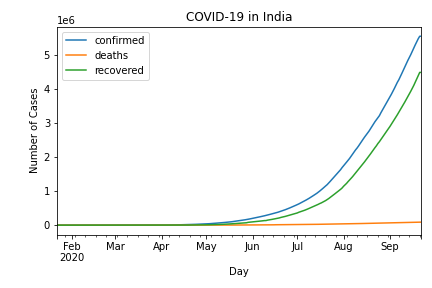 COVID-19 in India
1e6
confirmed
deaths
recovered
Number of Cases
5
4
3
2
1
0
Feb Mar Apr May Jun Jul Aug Sep
2020
Day